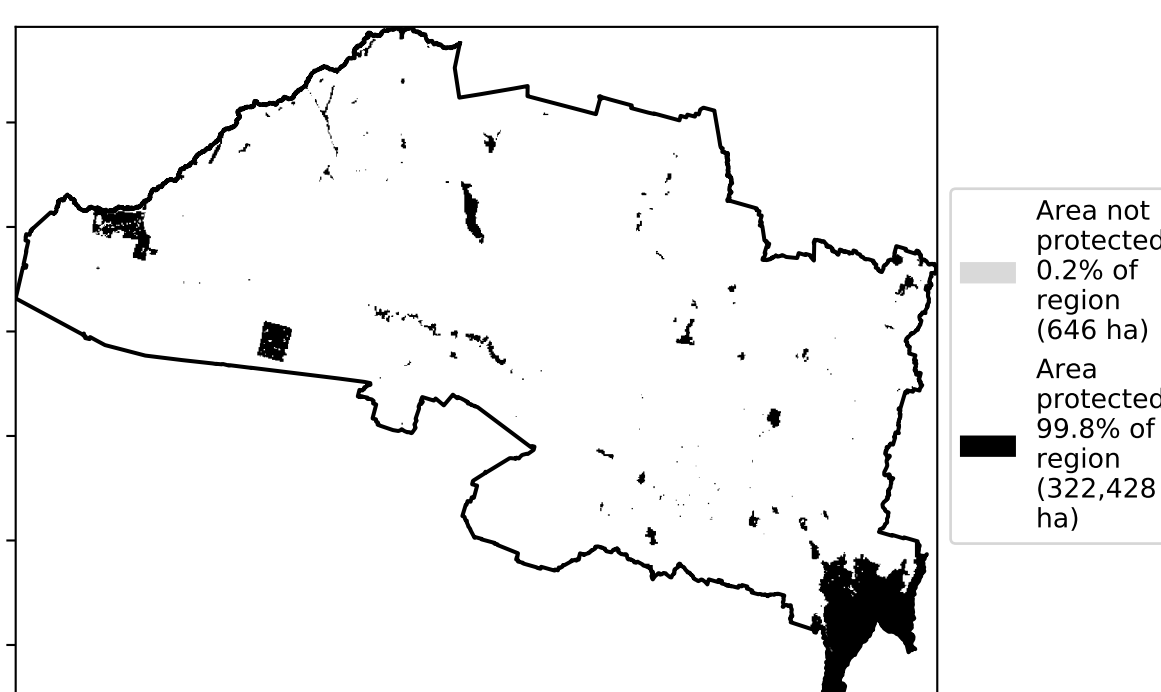 Area not
protected
0.2% of
region
(646 ha)
Area
protected
99.8% of
region
(322,428
ha)